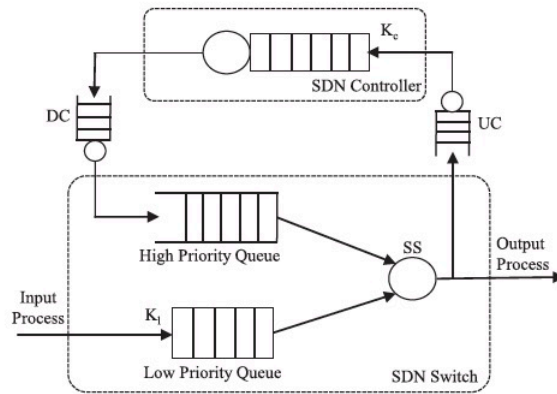 K_c
SDN Controller
DC
UC
High Priority Queue
SS
Output
Process
Input
Process
K_l
Low Priority Queue
SDN Switch